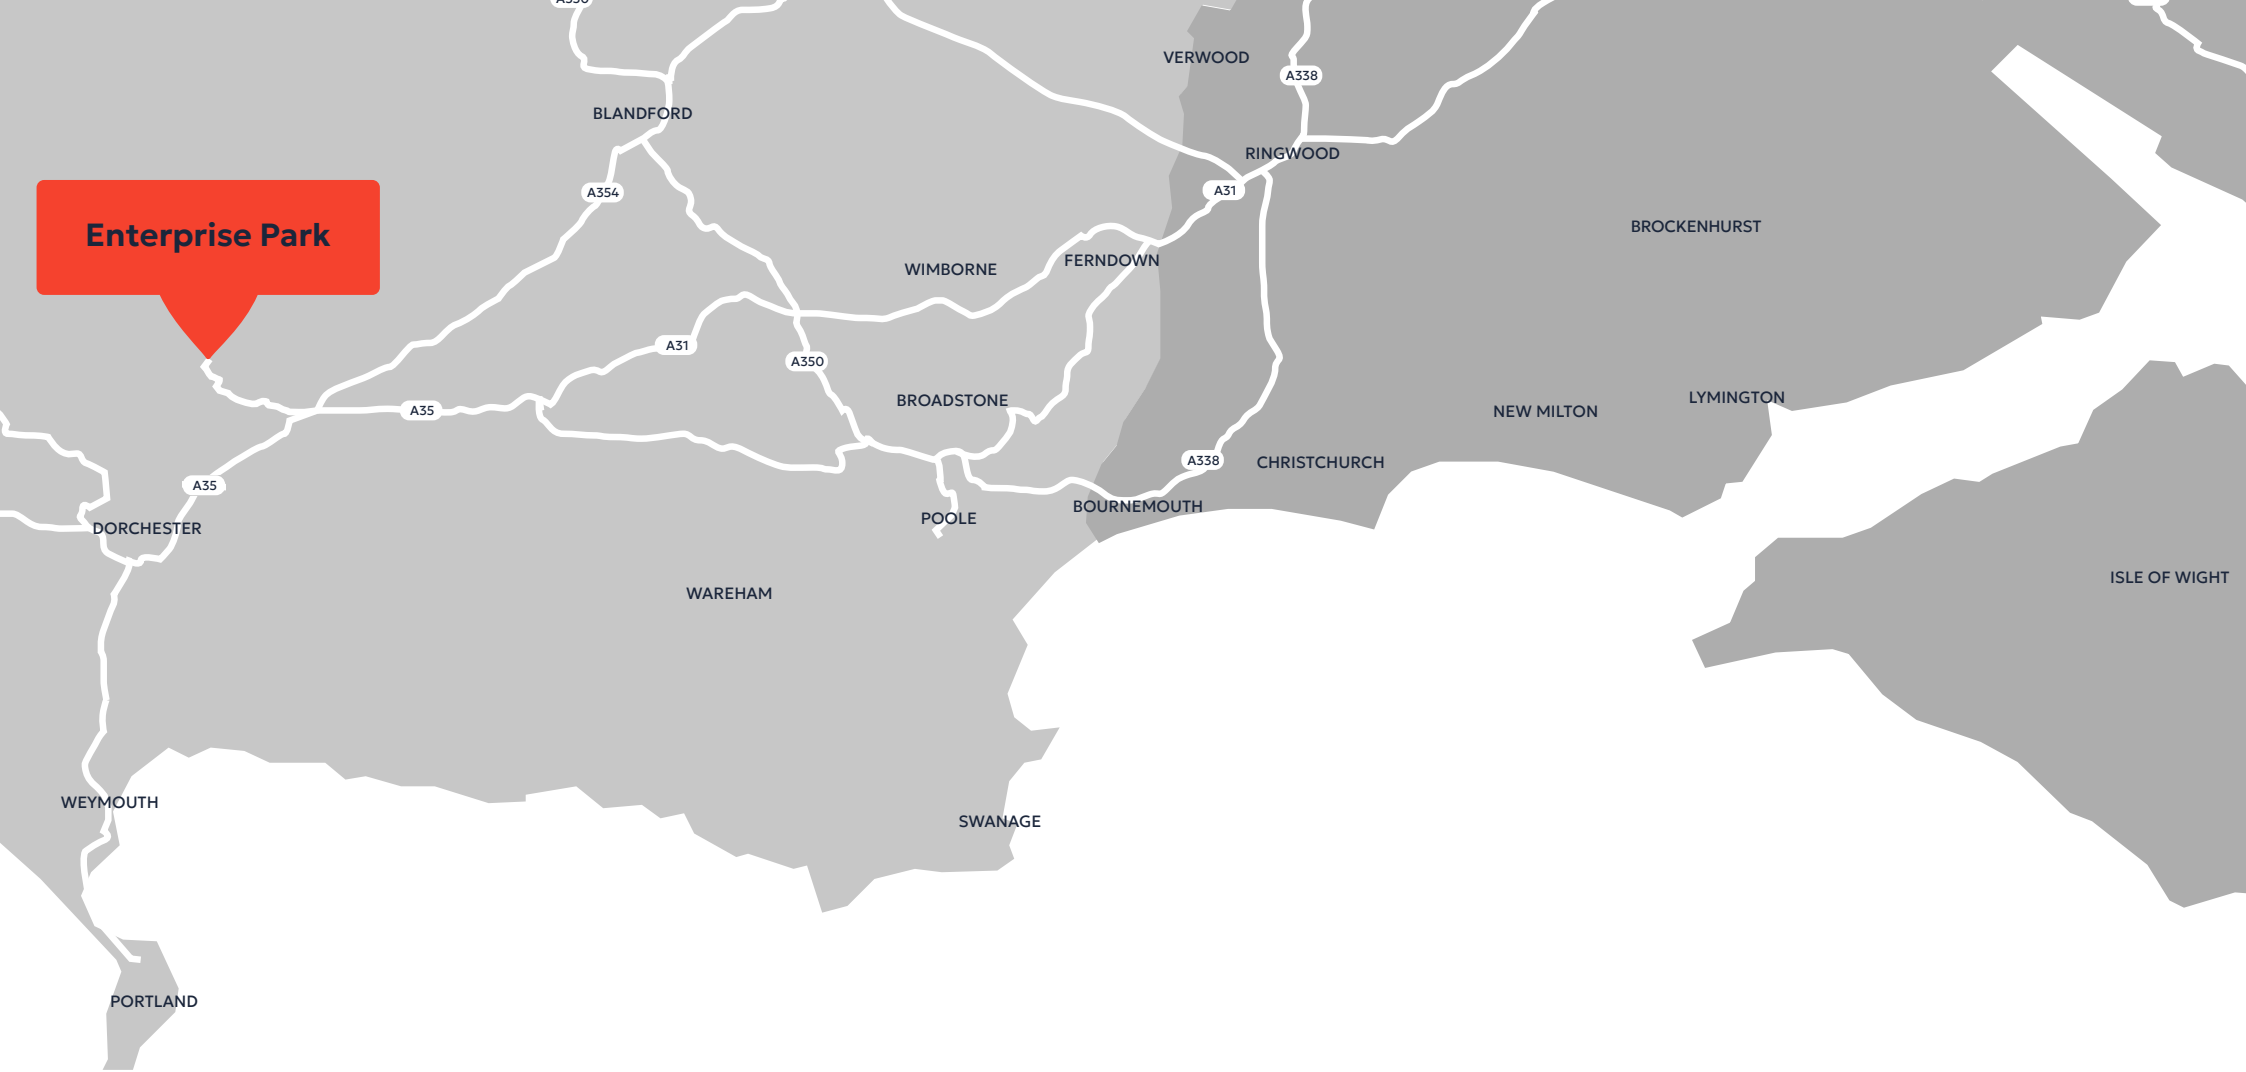 VERWOOD
A338
BLANDFORD
RINGWOOD
A31
A354
Enterprise Park
BROCKENHURST
FERNDOWN
WIMBORNE
A31
A350
BROADSTONE
LYMINGTON
A35
NEW MILTON
A338
CHRISTCHURCH
A35
BOURNEMOUTH
POOLE
DORCHESTER
ISLE OF WIGHT
WAREHAM
WEYMOUTH
SWANAGE
PORTLAND